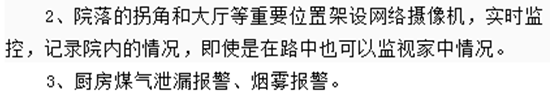 2、院落的拐角和大厅等重要位置架设网络摄像机，实时监
控，记录院内的情况，即使是在路中也可以监视家中情况。
3、厨房煤气泄漏报警、烟雾报警。